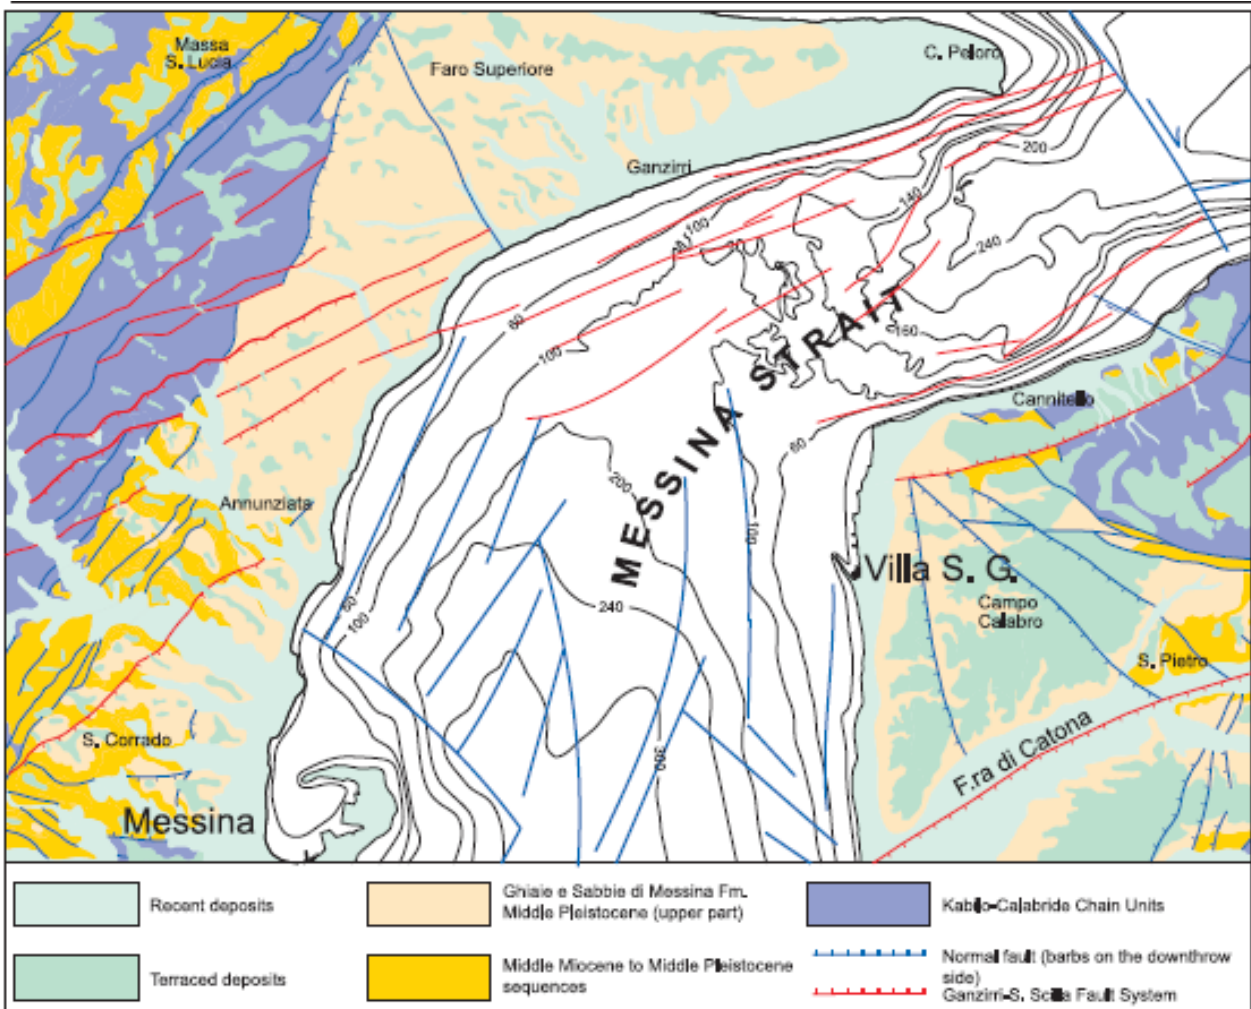 Massa
S. Lucia
Faro Superiore
C. Peloro
Ganzirri
200
140
100
240
60
100
160
MESSINA STRAIT
Cannitello
60
200
100
Annunziata
Villa S. G.
240
60
100
Campo
Calabro
S. Pietro
S. Corrado
300
F.ra di Catona
Messina
Recent deposits
Ghiaie e Sabbie di Messina Fm.
Middle Pleistocene (upper part)
Kabilo-Calabride Chain Units
Terraced deposits
Middle Miocene to Middle Pleistocene
sequences
Normal fault (barbs on the downthrow
side)
Ganzirri-S. Scilla Fault System